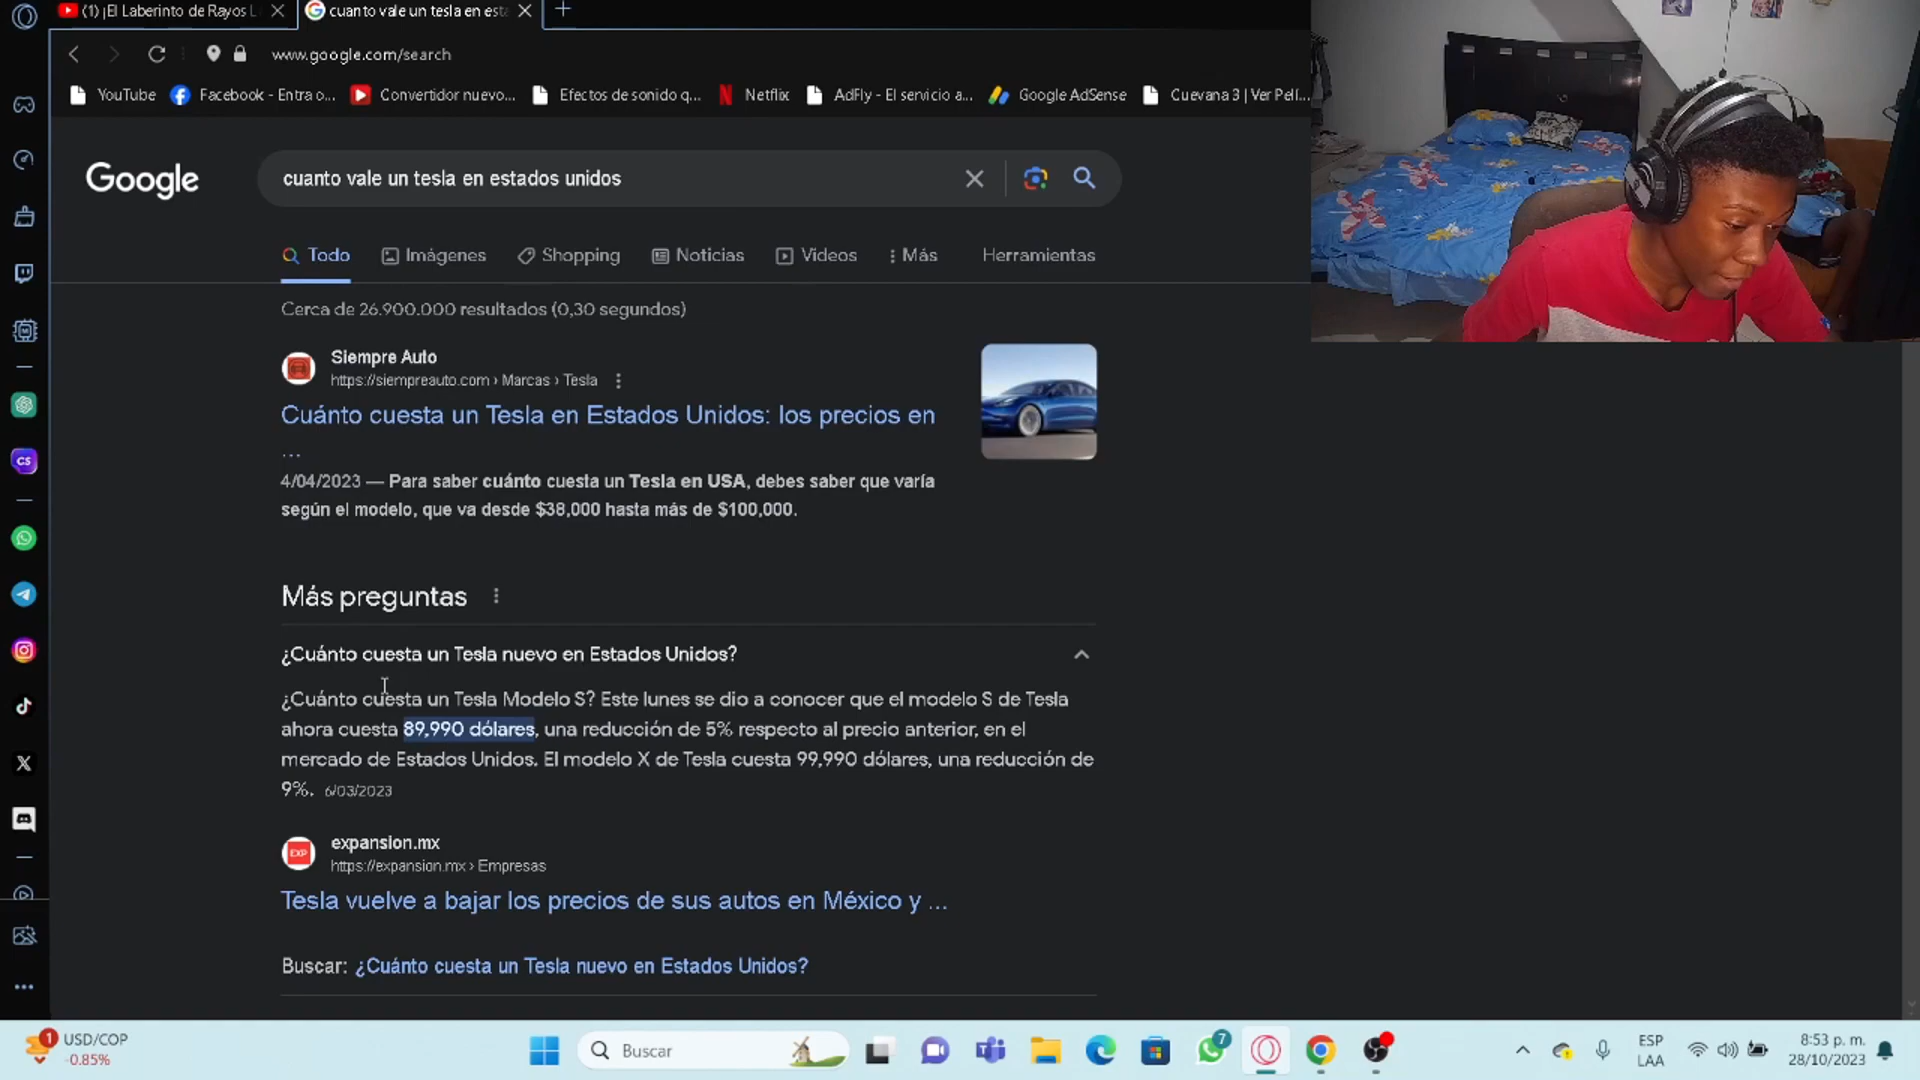 (1) ¡El Laberinto de Rayos L
cuanto vale un tesla en esta
www.google.com/search
YouTube
Facebook - Entra o...
Convertidor nuevo...
Efectos de sonido q...
Netflix
AdFly - El servicio a...
Google AdSense
Cuevana 3 | Ver Pelí...
Google
cuanto vale un tesla en estados unidos
Todo
Imágenes
Shopping
Noticias
Videos
Más
Herramientas
Cerca de 26.900.000 resultados (0,30 segundos)
Siempre Auto
https://siempreauto.com › Marcas › Tesla
Cuánto cuesta un Tesla en Estados Unidos: los precios en
...
4/04/2023 — Para saber cuánto cuesta un Tesla en USA, debes saber que varía
según el modelo, que va desde $38,000 hasta más de $100,000.
Más preguntas
¿Cuánto cuesta un Tesla nuevo en Estados Unidos?
¿Cuánto cuesta un Tesla Modelo S? Este lunes se dio a conocer que el modelo S de Tesla
ahora cuesta 89,990 dólares, una reducción de 5% respecto al precio anterior, en el
mercado de Estados Unidos. El modelo X de Tesla cuesta 99,990 dólares, una reducción de
9%. 6/03/2023
EXP
expansion.mx
https://expansion.mx › Empresas
Tesla vuelve a bajar los precios de sus autos en México y ...
Buscar: ¿Cuánto cuesta un Tesla nuevo en Estados Unidos?
CS
1
USD/COP
-0.85%
Buscar
7
ESP
LAA
8:53 p. m.
28/10/2023